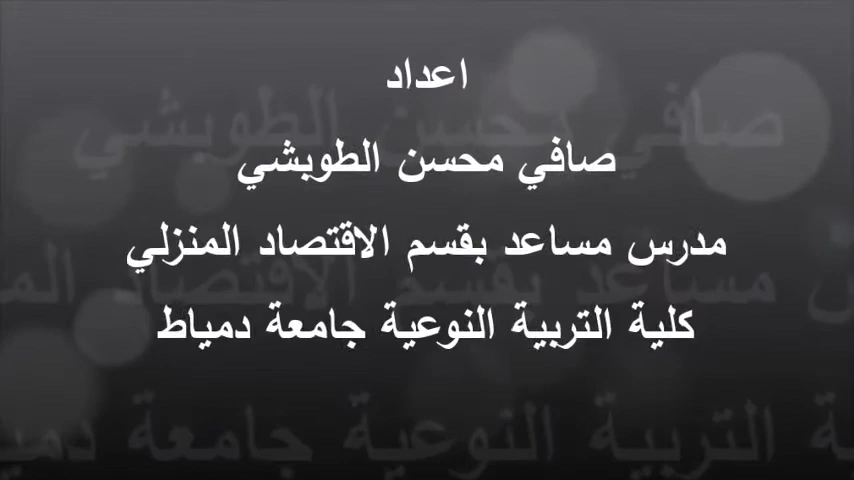 اعداد
صافي محسن الطوبشي
مدرس مساعد بقسم الاقتصاد المنزلي
كلية التربية النوعية جامعة دمياط